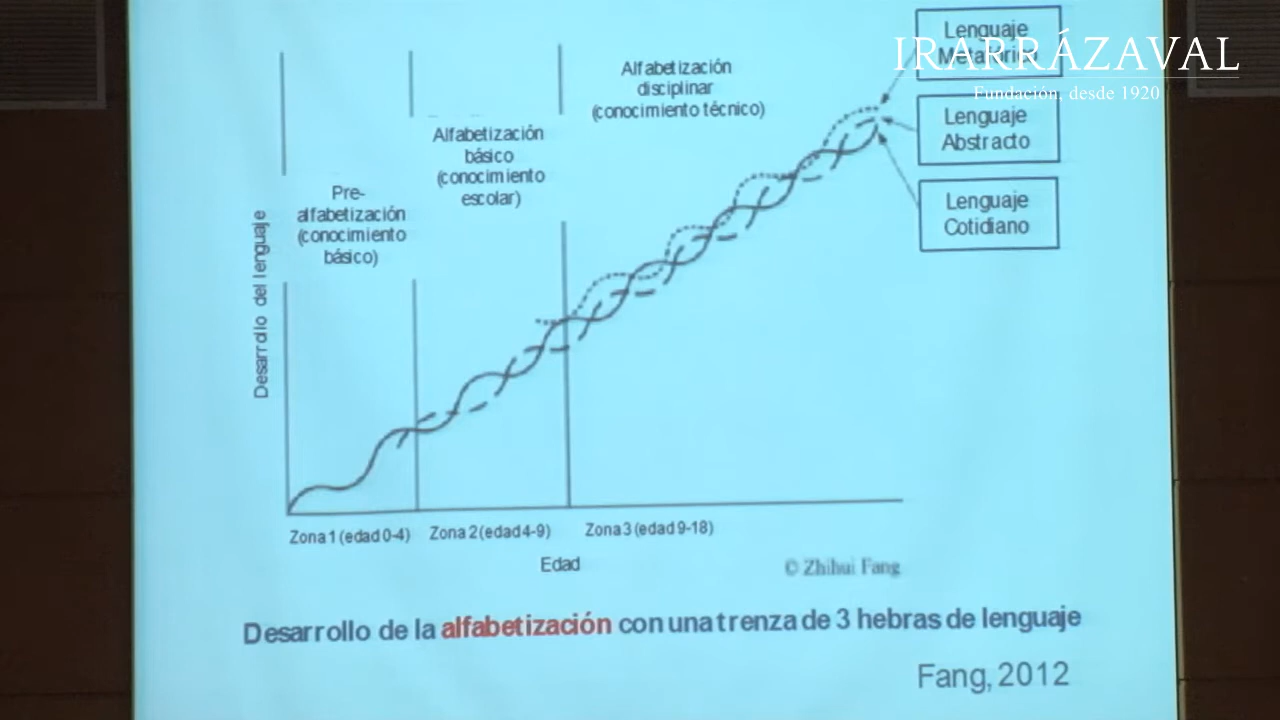 IRARRÁZAVAL
Fundación, desde 1920
Lenguaje
Lenguaje
Abstracto
Lenguaje
Cotidiano
Alfabetización
disciplinar
(conocimiento técnico)
Alfabetización
básico
(conocimiento
escolar)
Pre-
alfabetización
(conocimiento
básico)
Desarrollo del lenguaje
Zona 1 (edad 0-4)
Zona 2 (edad 4-9)
Zona 3 (edad 9-18)
Edad
© Zhihui Fang
Desarrollo de la alfabetización con una trenza de 3 hebras de lenguaje
Fang, 2012